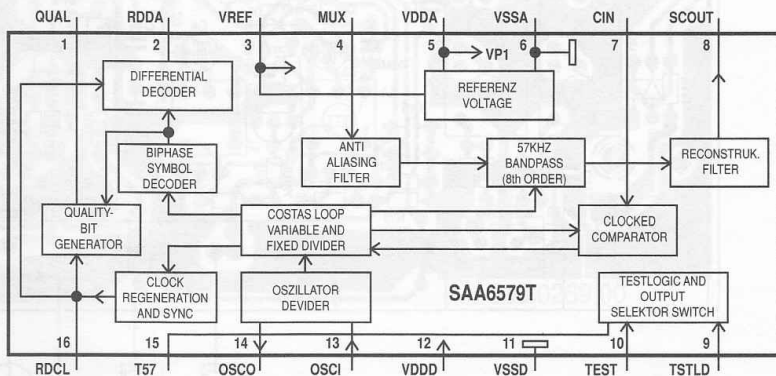 QUAL RDDA VREF MUX VDDA VSSA CIN SCOUT
1 2 3 4 5 6 7 8
VP1
DIFFERENTIAL
DECODER
REFERENZ
VOLTAGE
BIPHASE
SYMBOL
DECODER
ANTI
ALIASING
FILTER
57KHZ
BANDPASS
(8th ORDER)
RECONSTRUK.
FILTER
QUALITY-
BIT
GENERATOR
COSTAS LOOP
VARIABLE AND
FIXED DIVIDER
CLOCKED
COMPARATOR
CLOCK
REGENERATION
AND SYNC
OSZILLATOR
DEVIDER
SAA6579T
TESTLOGIC AND
OUTPUT
SELEKTOR SWITCH
16 15 14 13 12 11 10 9
RDCL T57 OSCO OSCI VDDD VSSD TEST TSTLD